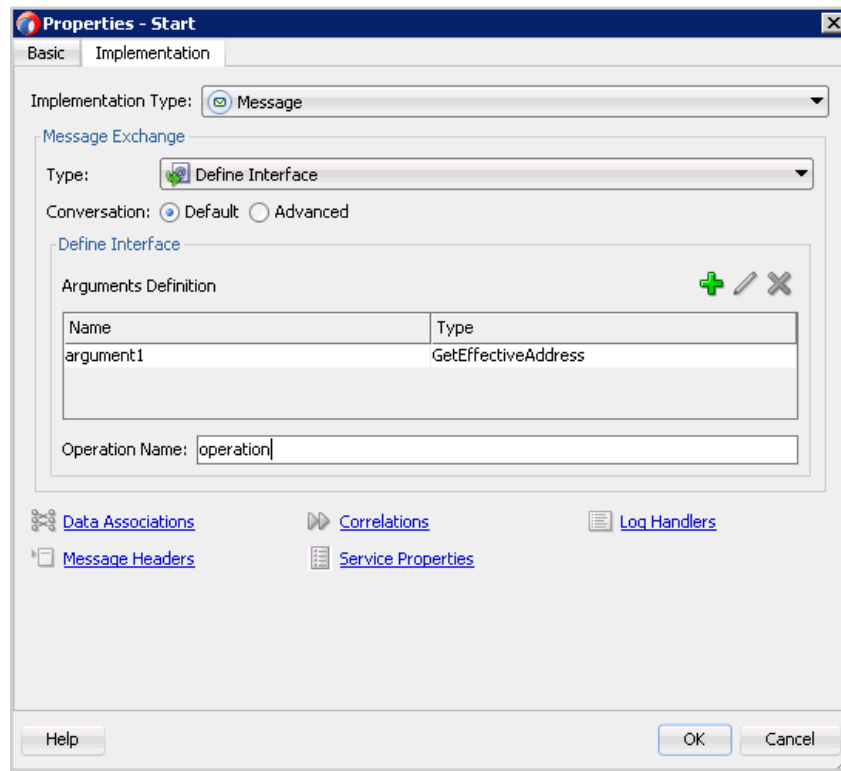 Properties - Start
Basic Implementation
Implementation Type: Message
Message Exchange
Type: Define Interface
Conversation: Default Advanced
Define Interface
Arguments Definition
Name Type
argument1 GetEffectiveAddress
Operation Name: operation
Data Associations Correlations Log Handlers
Message Headers Service Properties
Help OK Cancel